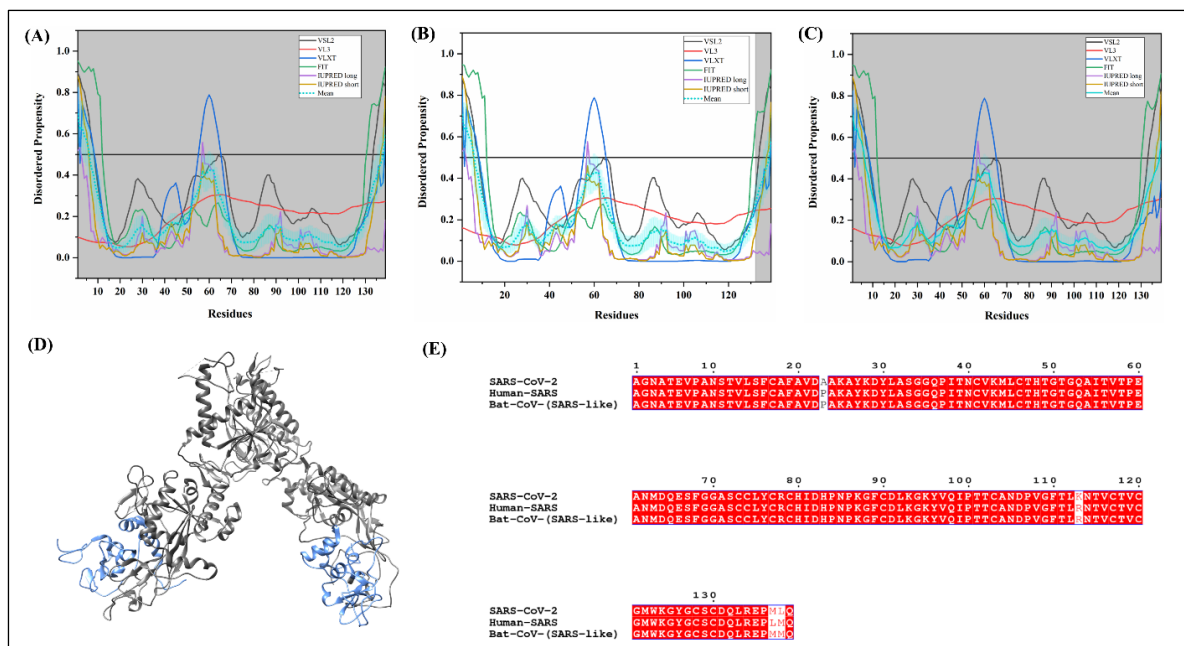 (A)
1.0
0.8
0.6
0.4
0.2
0.0
Disordered Propensity
VSL2
VL3
VLXT
FIT
IUPRED long
IUPRED short
Mean
10 20 30 40 50 60 70 80 90 100 110 120 130
Residues
(B)
1.0
0.8
0.6
0.4
0.2
0.0
Disordered Propensity
VSL2
VL3
VLXT
FIT
IUPRED long
IUPRED short
Mean
20 40 60 80 100 120
Residues
(C)
1.0
0.8
0.6
0.4
0.2
0.0
Disordered Propensity
VSL2
VL3
VLXT
FIT
IUPRED long
IUPRED short
Mean
10 20 30 40 50 60 70 80 90 100 110 120 130
Residues
(D)
(E)
1 10 20 30 40 50 60
SARS-CoV-2 AGNATEVPANSTVLSFCAFAVDAAKAYKDYLASGGQPITNCVKMLCTHTGTGQAITVTPE
Human-SARS AGNATEVPANSTVLSFCAFAVDPAKAYKDYLASGGQPITNCVKMLCTHTGTGQAITVTPE
Bat-CoV-(SARS-like) AGNATEVPANSTVLSFCAFAVDPAKAYKDYLASGGQPITNCVKMLCTHTGTGQAITVTPE
70 80 90 100 110 120
SARS-CoV-2 ANMDQESFGGASCCLYCRCHIDHPNPKGFCDLKGKYVQIPTTCANDPVGFTLKNTVCTVC
Human-SARS ANMDQESFGGASCCLYCRCHIDHPNPKGFCDLKGKYVQIPTTCANDPVGFTLRNTVCTVC
Bat-CoV-(SARS-like) ANMDQESFGGASCCLYCRCHIDHPNPKGFCDLKGKYVQIPTTCANDPVGFTLRNTVCTVC
130
SARS-CoV-2 GMWKGYGCSCDQLREPMLQ
Human-SARS GMWKGYGCSCDQLREPLMQ
Bat-CoV-(SARS-like) GMWKGYGCSCDQLREPMMQ